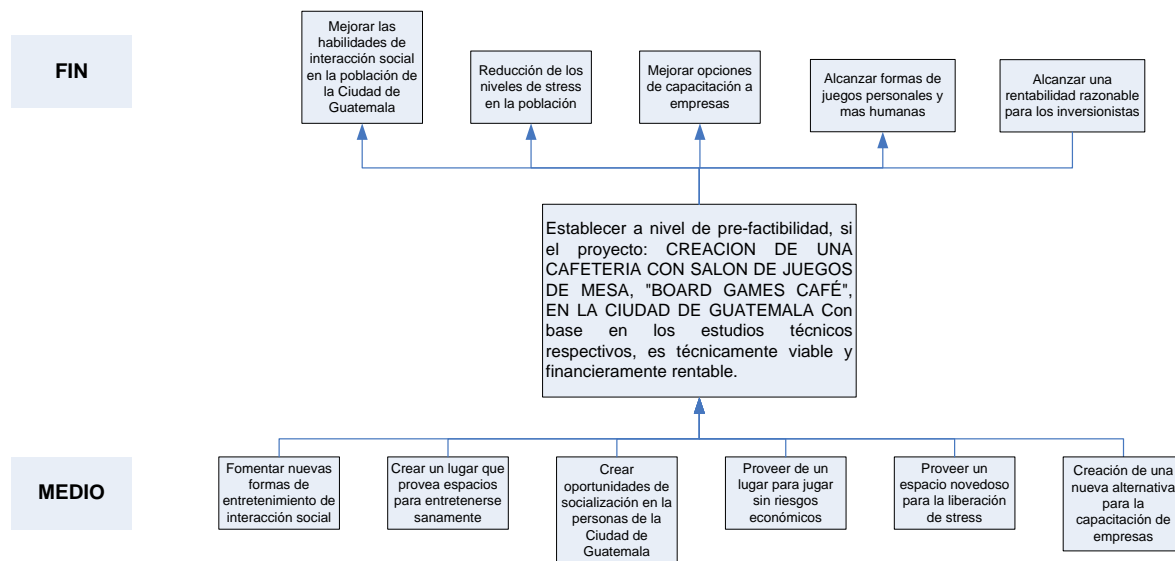 FIN
Mejorar las
habilidades de
interacción social
en la población de
la Ciudad de
Guatemala
Reducción de los
niveles de stress
en la población
Mejorar opciones
de capacitación a
empresas
Alcanzar formas de
juegos personales y
mas humanas
Alcanzar una
rentabilidad razonable
para los inversionistas
Establecer a nivel de pre-factibilidad, si
el proyecto: CREACION DE UNA
CAFETERIA CON SALON DE JUEGOS
DE MESA, "BOARD GAMES CAFÉ",
EN LA CIUDAD DE GUATEMALA Con
base en los estudios técnicos
respectivos, es técnicamente viable y
financieramente rentable.
MEDIO
Fomentar nuevas
formas de
entretenimiento de
interacción social
Crear un lugar que
provea espacios
para entretenerse
sanamente
Crear
oportunidades de
socialización en la
personas de la
Ciudad de
Guatemala
Proveer de un
lugar para jugar
sin riesgos
económicos
Proveer un
espacio novedoso
para la liberación
de stress
Creación de una
nueva alternativa
para la
capacitación de
empresas